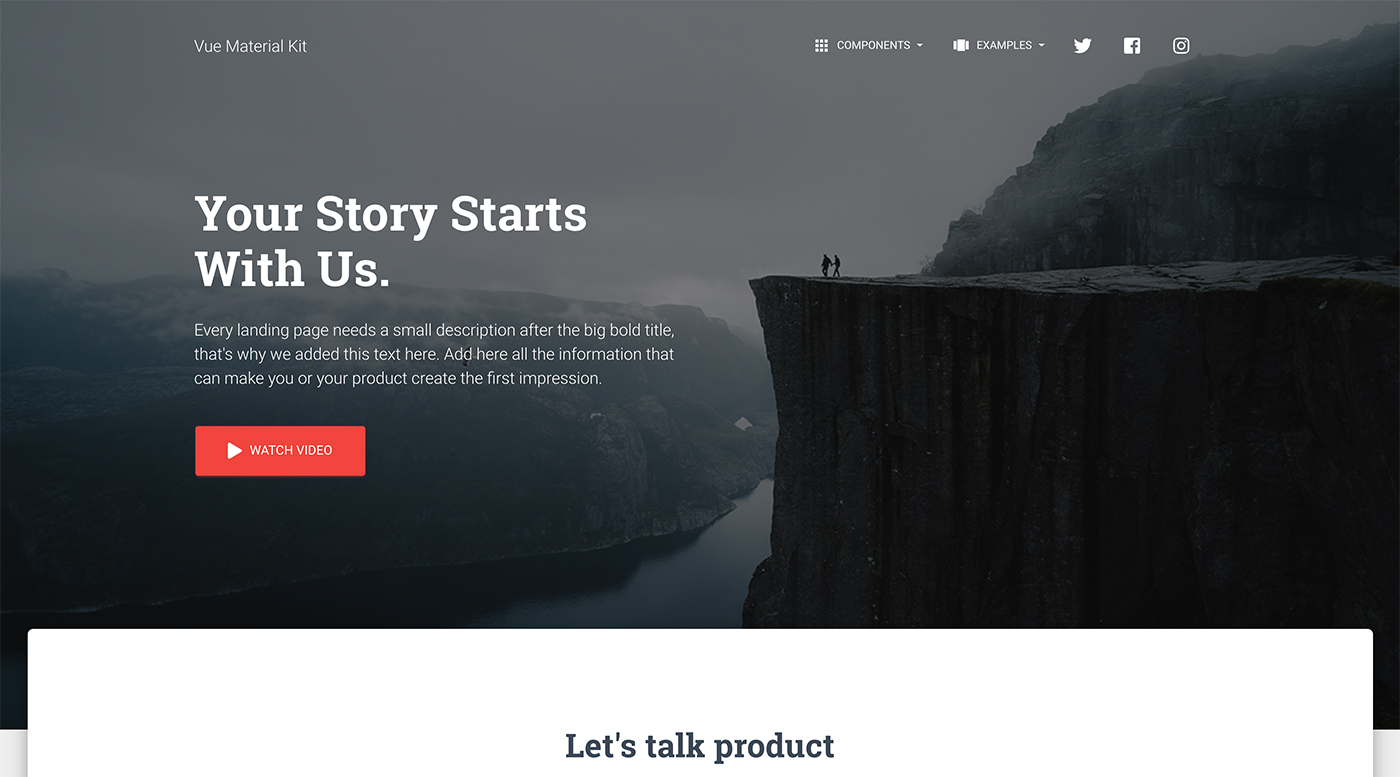 Vue Material Kit
COMPONENTS
EXAMPLES
Your Story Starts
With Us.
Every landing page needs a small description after the big bold title,
that's why we added this text here. Add here all the information that
can make you or your product create the first impression.
WATCH VIDEO
Let's talk product